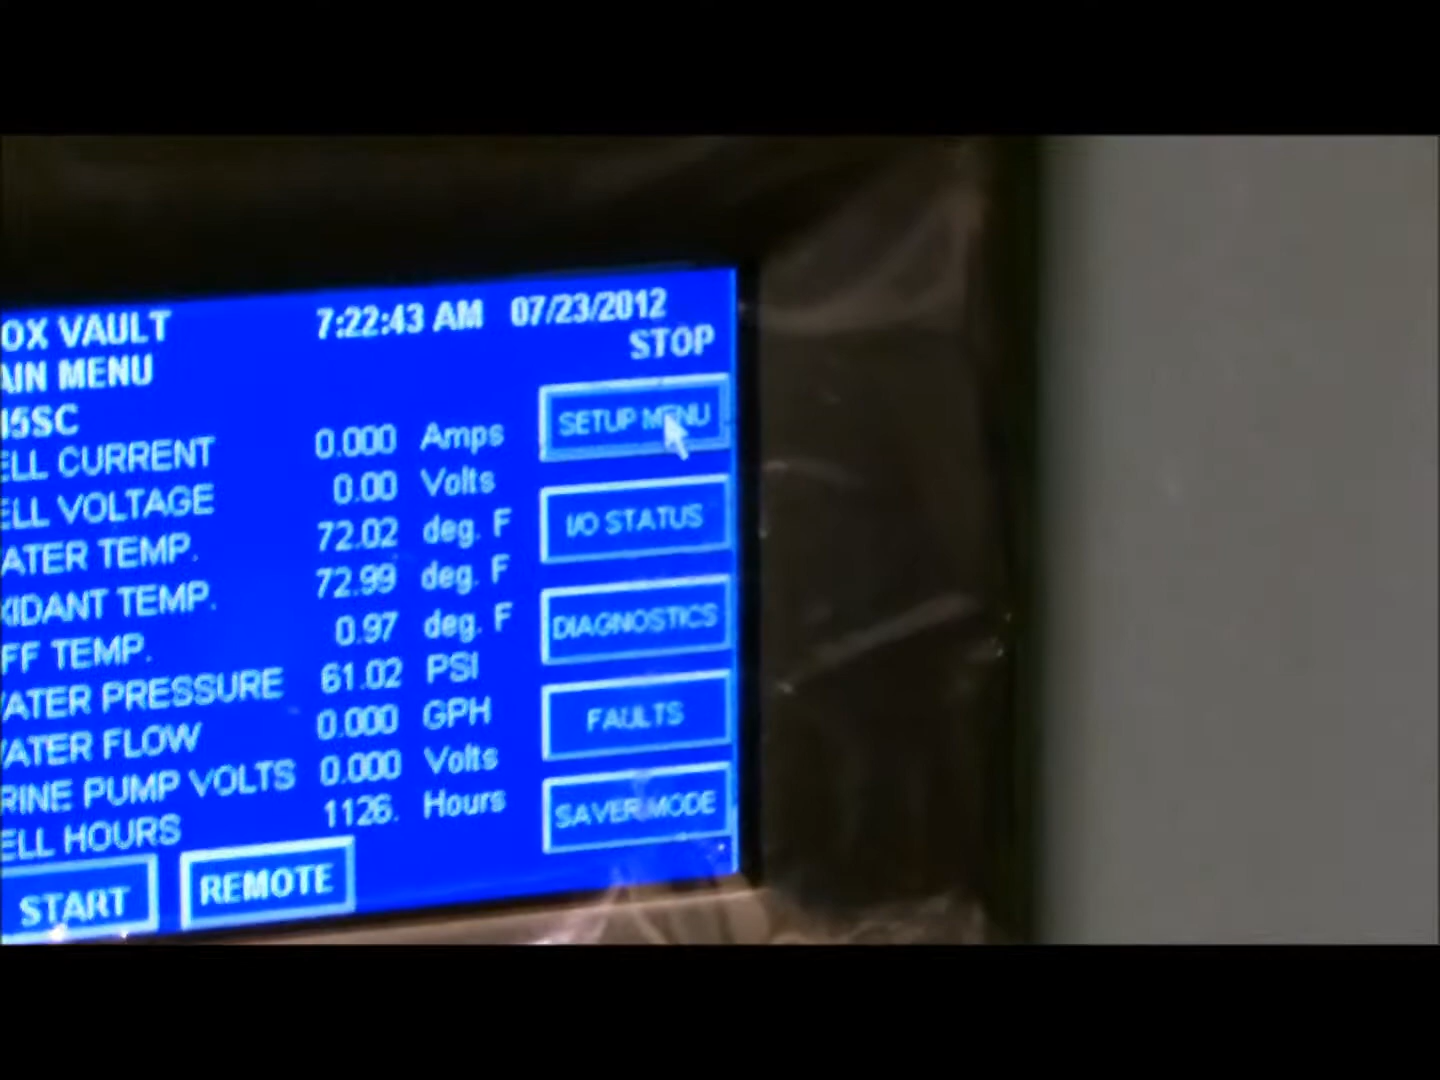 OX VAULT 7:22:43 AM 07/23/2012
AIN MENU STOP
5SC
ELL CURRENT 0.000 Amps
ELL VOLTAGE 0.00 Volts
ATER TEMP. 72.02 deg. F
XIDANT TEMP. 72.99 deg. F
FF TEMP. 0.97 deg. F
ATER PRESSURE 61.02 PSI
ATER FLOW 0.000 GPH
RINE PUMP VOLTS 0.000 Volts
ELL HOURS 1126. Hours
SETUP MENU
I/O STATUS
DIAGNOSTICS
FAULTS
SAVER MODE
START REMOTE